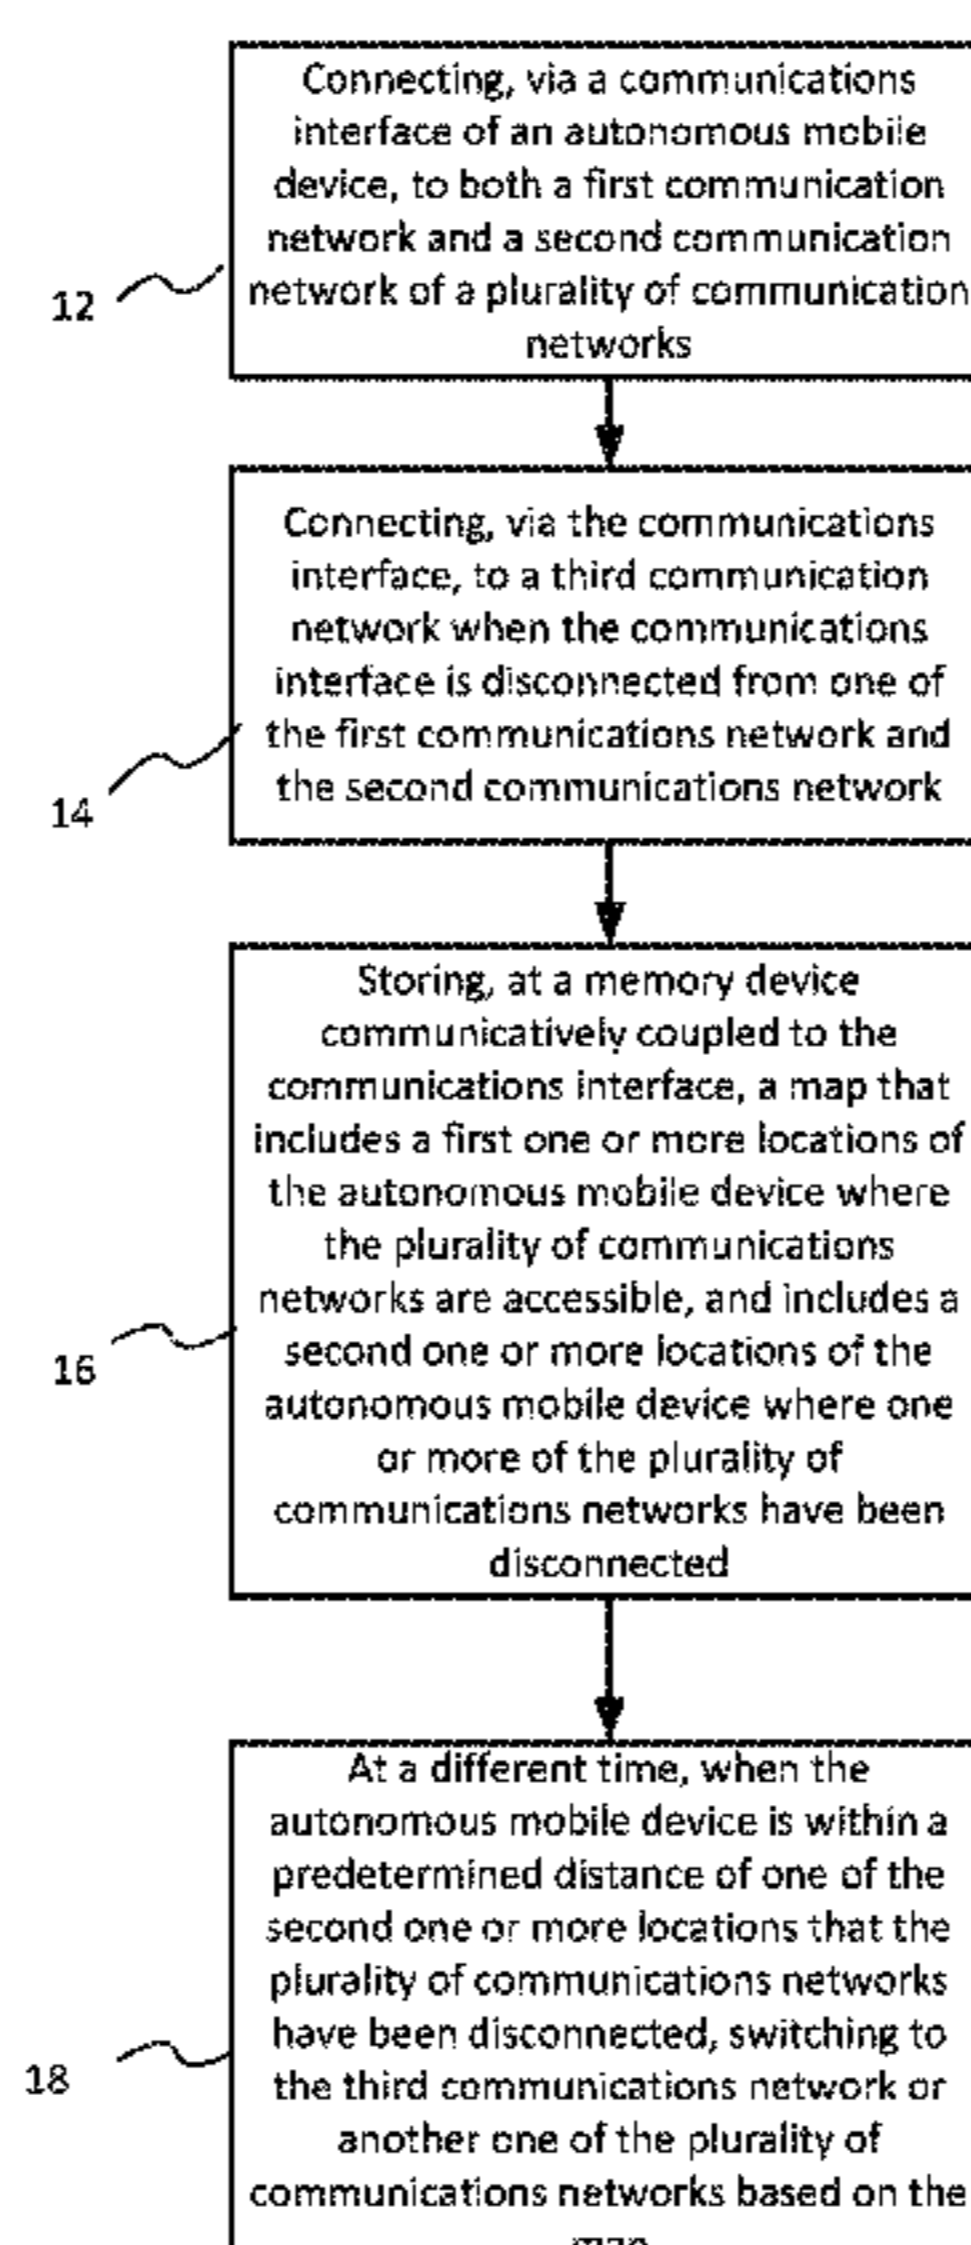 Connecting, via a communications
interface of an autonomous mobile
device, to both a first communication
network and a second communication
network of a plurality of communication
networks
12
Connecting, via the communications
interface, to a third communication
network when the communications
interface is disconnected from one of
the first communications network and
the second communications network
14
Storing, at a memory device
communicatively coupled to the
communications interface, a map that
includes a first one or more locations of
the autonomous mobile device where
the plurality of communications
networks are accessible, and includes a
second one or more locations of the
autonomous mobile device where one
or more of the plurality of
communications networks have been
disconnected
16
At a different time, when the
autonomous mobile device is within a
predetermined distance of one of the
second one or more locations that the
plurality of communications networks
have been disconnected, switching to
the third communications network or
another one of the plurality of
communications networks based on the
18